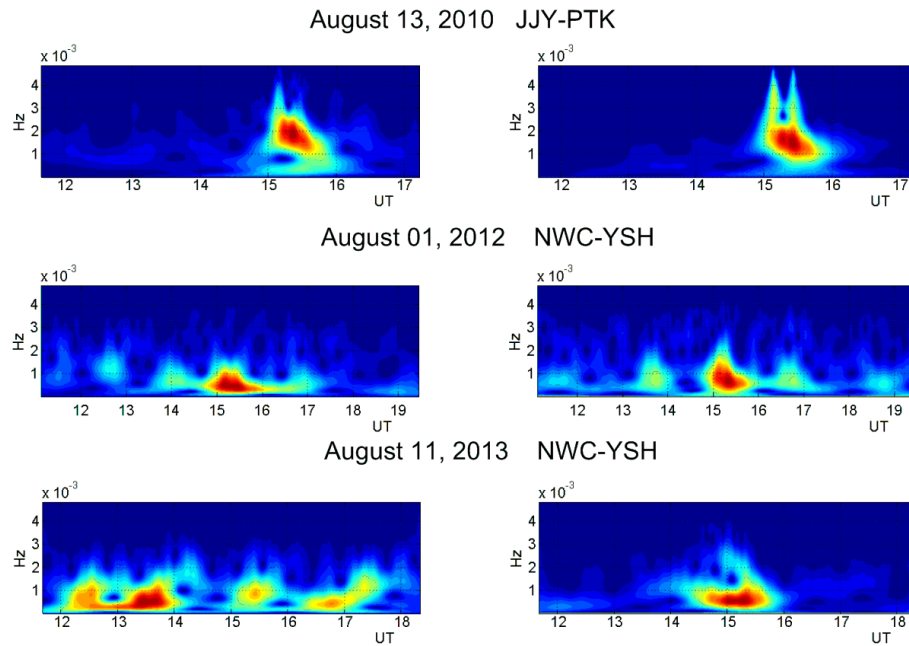 August 13, 2010 JJY-PTK
x 10-3 x 10-3
4 4
3 3
Hz 2 Hz 2
1 1
12 13 14 15 16 17 12 13 14 15 16 17
UT UT
August 01, 2012 NWC-YSH
x 10-3 x 10-3
4 4
3 3
Hz 2 Hz 2
1 1
12 13 14 15 16 17 18 19 12 13 14 15 16 17 18 19
UT UT
August 11, 2013 NWC-YSH
x 10-3 x 10-3
4 4
3 3
Hz 2 Hz 2
1 1
12 13 14 15 16 17 18 12 13 14 15 16 17 18
UT UT